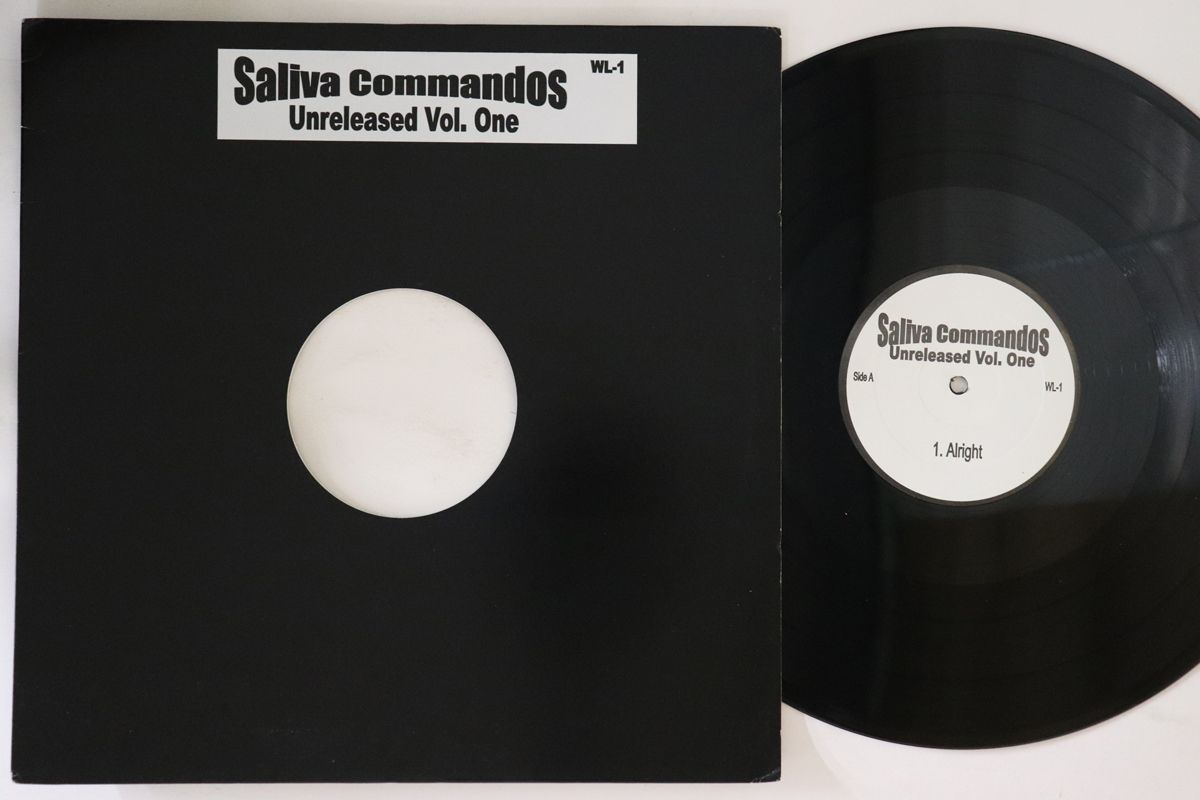 Saliva Commandos WL-1
Unreleased Vol. One
Saliva Commandos
Unreleased Vol. One
Side A WL-1
1. Alright